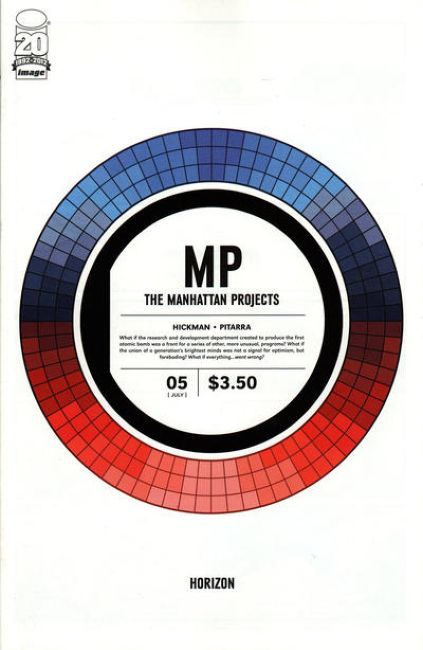 i
20
1992-2012
image
MP
THE MANHATTAN PROJECTS
HICKMAN • PITARRA
What if the research and development department created to produce the first
atomic bomb was a front for a series of other, more unusual, programs? What if
the union of a generation's brightest minds was not a signal for optimism, but
foreboding? What if everything...went wrong?
05
[ JULY ]
$3.50
HORIZON